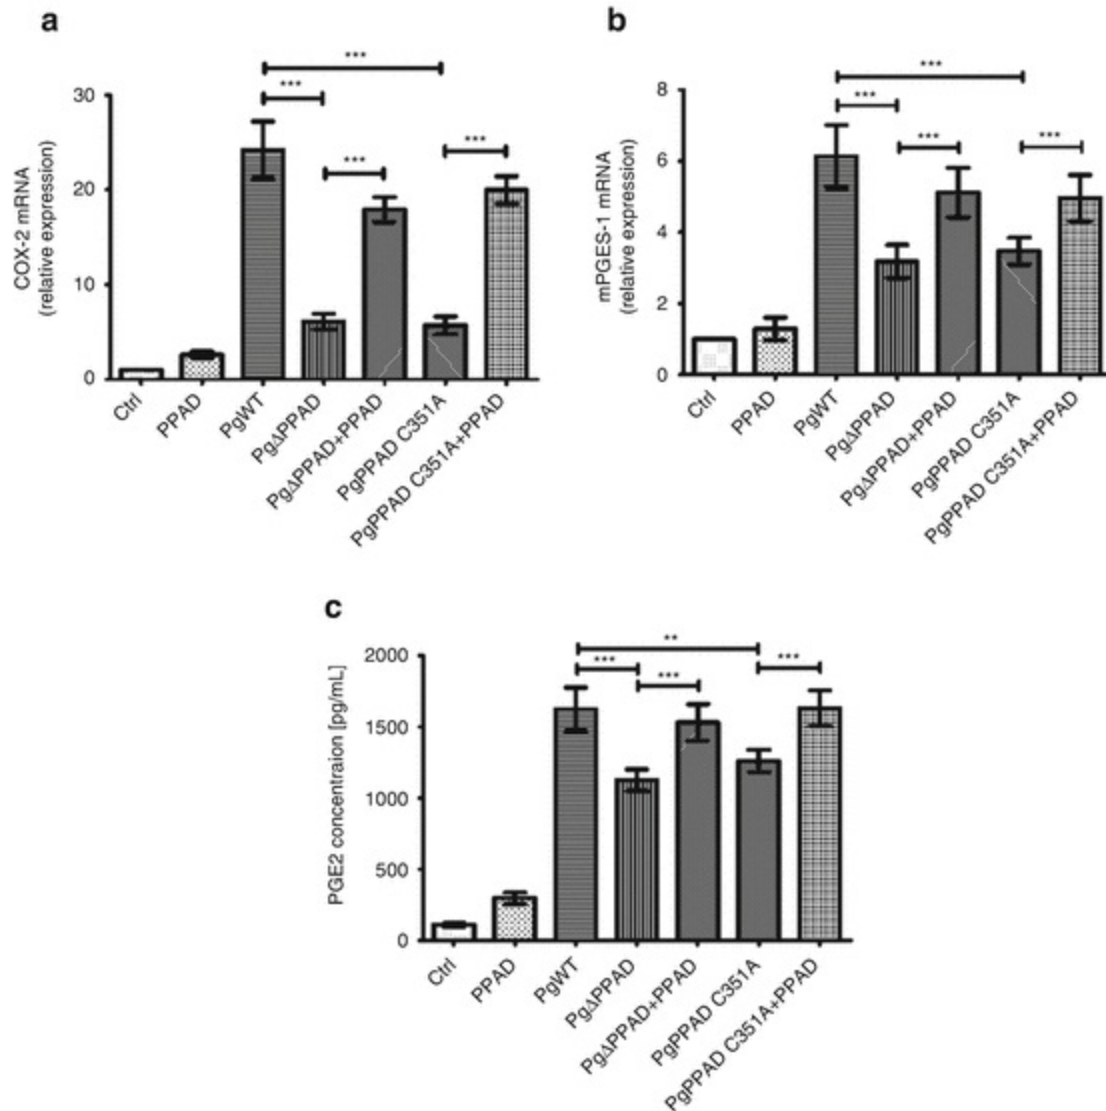 a
***
***
***
***
30
20
10
0
COX-2 mRNA
(relative expression)
Ctrl
PPAD
PgWT
PgΔPPAD
PgΔPPAD+PPAD
PgPPAD C351A
PgPPAD C351A+PPAD
b
***
***
***
***
8
6
4
2
0
mPGES-1 mRNA
(relative expression)
Ctrl
PPAD
PgWT
PgΔPPAD
PgΔPPAD+PPAD
PgPPAD C351A
PgPPAD C351A+PPAD
c
**
***
***
***
2000
1500
1000
500
0
PGE2 concentraion [pg/mL]
Ctrl
PPAD
PgWT
PgΔPPAD
PgΔPPAD+PPAD
PgPPAD C351A
PgPPAD C351A+PPAD